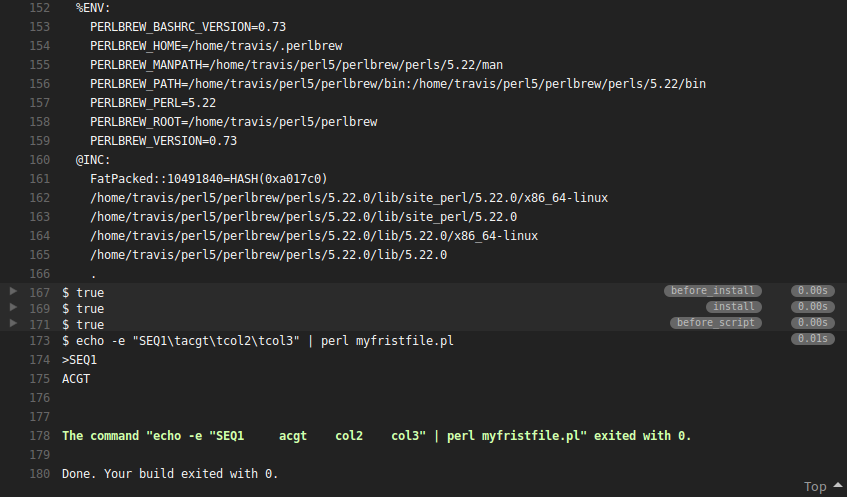 152 %ENV:
153 PERLBREW_BASHRC_VERSION=0.73
154 PERLBREW_HOME=/home/travis/.perlbrew
155 PERLBREW_MANPATH=/home/travis/perl5/perlbrew/perls/5.22/man
156 PERLBREW_PATH=/home/travis/perl5/perlbrew/bin:/home/travis/perl5/perlbrew/perls/5.22/bin
157 PERLBREW_PERL=5.22
158 PERLBREW_ROOT=/home/travis/perl5/perlbrew
159 PERLBREW_VERSION=0.73
160 @INC:
161 FatPacked::10491840=HASH(0xa017c0)
162 /home/travis/perl5/perlbrew/perls/5.22.0/lib/site_perl/5.22.0/x86_64-linux
163 /home/travis/perl5/perlbrew/perls/5.22.0/lib/site_perl/5.22.0
164 /home/travis/perl5/perlbrew/perls/5.22.0/lib/5.22.0/x86_64-linux
165 /home/travis/perl5/perlbrew/perls/5.22.0/lib/5.22.0
166 .
167 $ true before_install 0.00s
169 $ true install 0.00s
171 $ true before_script 0.00s
173 $ echo -e "SEQ1\tacgt\tcol2\tcol3" | perl myfristfile.pl 0.01s
174 >SEQ1
175 ACGT
176
177
178 The command "echo -e "SEQ1     acgt    col2    col3" | perl myfristfile.pl" exited with 0.
179
180 Done. Your build exited with 0.
Top